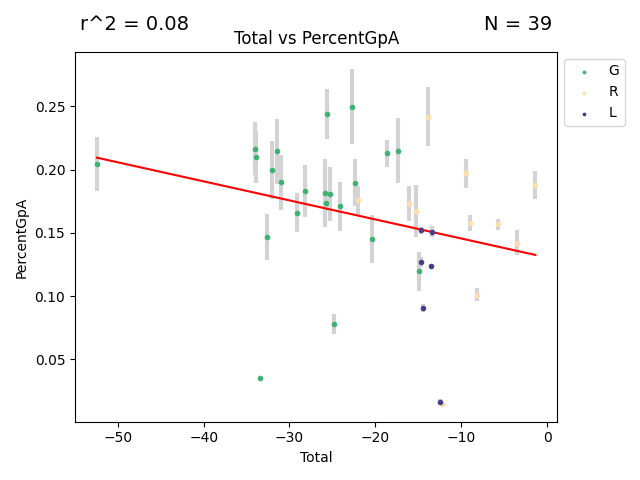 r^2 = 0.08
N = 39
Total vs PercentGpA
G
R
L
0.25
0.20
0.15
0.10
0.05
PercentGpA
−50
−40
−30
−20
−10
0
Total